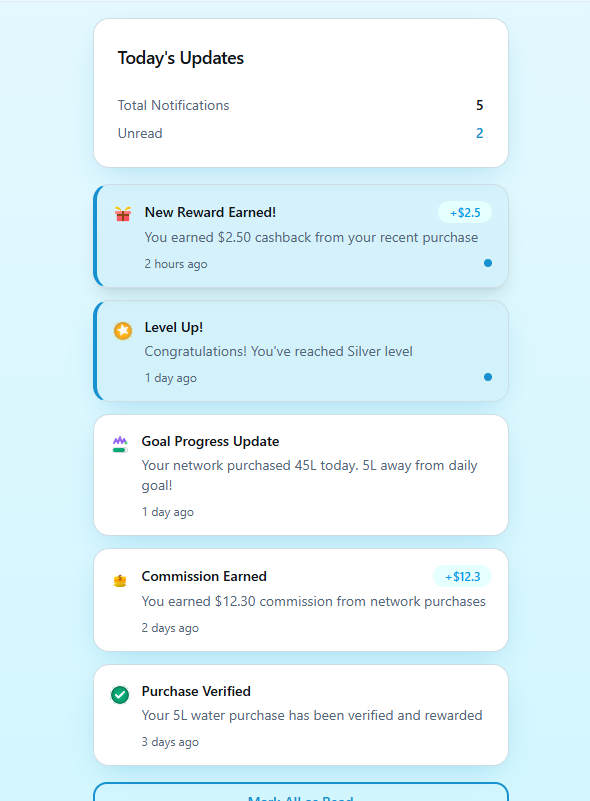 Today's Updates
Total Notifications 5
Unread 2
New Reward Earned! +$2.5
You earned $2.50 cashback from your recent purchase
2 hours ago
Level Up!
Congratulations! You've reached Silver level
1 day ago
Goal Progress Update
Your network purchased 45L today. 5L away from daily
goal!
1 day ago
Commission Earned +$12.3
You earned $12.30 commission from network purchases
2 days ago
Purchase Verified
Your 5L water purchase has been verified and rewarded
3 days ago
Mark All as Read